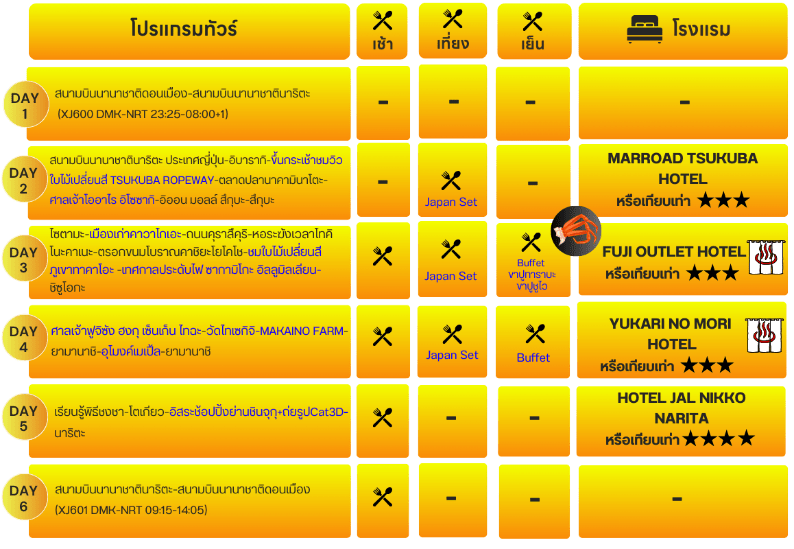 โปรแกรมทัวร์
เช้า
เที่ยง
เย็น
โรงแรม
DAY
1
สนามบินนานาชาติดอนเมือง-สนามบินนานาชาตินาริตะ
(XJ600 DMK-NRT 23:25-08:00+1)
-
-
-
-
DAY
2
สนามบินนานาชาตินาริตะ ประเทศญี่ปุ่น-อิบารากิ-ขึ้นกระเช้าชมวิว
ใบไม้เปลี่ยนสี TSUKUBA ROPEWAY-ตลาดปลานาคามินาโตะ-
ศาลเจ้าโออาไร อิโซซากิ-อิออน มอลล์ สึกุบะ-สึกุบะ
-
Japan Set
-
MARROAD TSUKUBA
HOTEL
หรือเทียบเท่า ★★★
DAY
3
ไซตามะ-เมืองเก่าคาวาโกเอะ-ถนนคุราสึคุริ-หอระฆังเวลาโทคิ
โนะคาเนะ-ตรอกขนมโบราณคาชิยะโยโคโช-ชมใบไม้เปลี่ยนสี
ภูเขาทาคาโอะ -เทศกาลประดับไฟ ซากามิโกะ อิลลูมิลเลี่ยน-
ชิซูโอกะ
Japan Set
Buffet
ขาปูทาราบะ
ขาปูซูไว
FUJI OUTLET HOTEL
หรือเทียบเท่า ★★★
DAY
4
ศาลเจ้าฟูจิซัง ฮงกุ เซ็นเก็น ไทฉะ-วัดไทเซกิจิ-MAKAINO FARM-
ยามานาชิ-อุโมงค์เมเปิ้ล-ยามานาชิ
Japan Set
Buffet
YUKARI NO MORI
HOTEL
หรือเทียบเท่า ★★★
DAY
5
เรียนรู้พิธีชงชา-โตเกียว-อิสระช้อปปิ้งย่านชินจุกุ+ถ่ายรูปCat3D-
นาริตะ
-
-
HOTEL JAL NIKKO
NARITA
หรือเทียบเท่า ★★★★
DAY
6
สนามบินนานาชาตินาริตะ-สนามบินนานาชาติดอนเมือง
(XJ601 DMK-NRT 09:15-14:05)
-
-
-